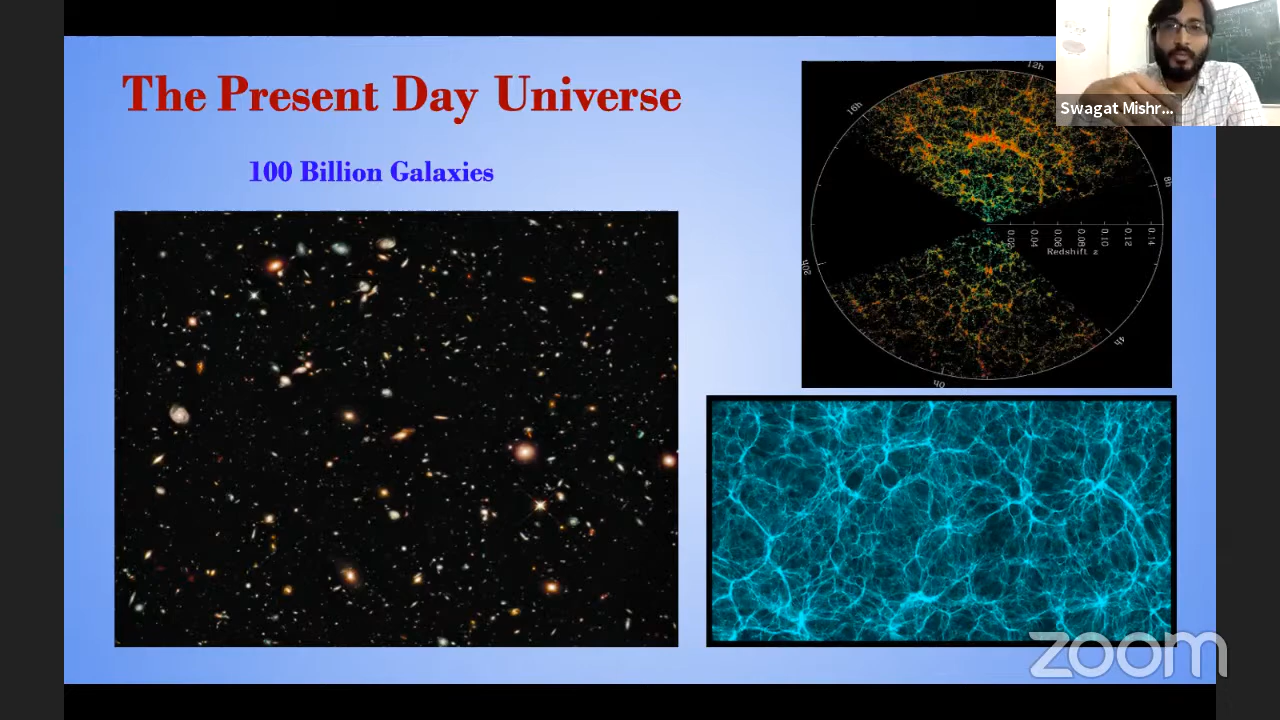 The Present Day Universe
100 Billion Galaxies
Swagat Mishr...
12h
16h
8h
0.02
0.04
0.06
0.08
0.10
0.12
0.14
Redshift z
20h
4h
0h
zoom